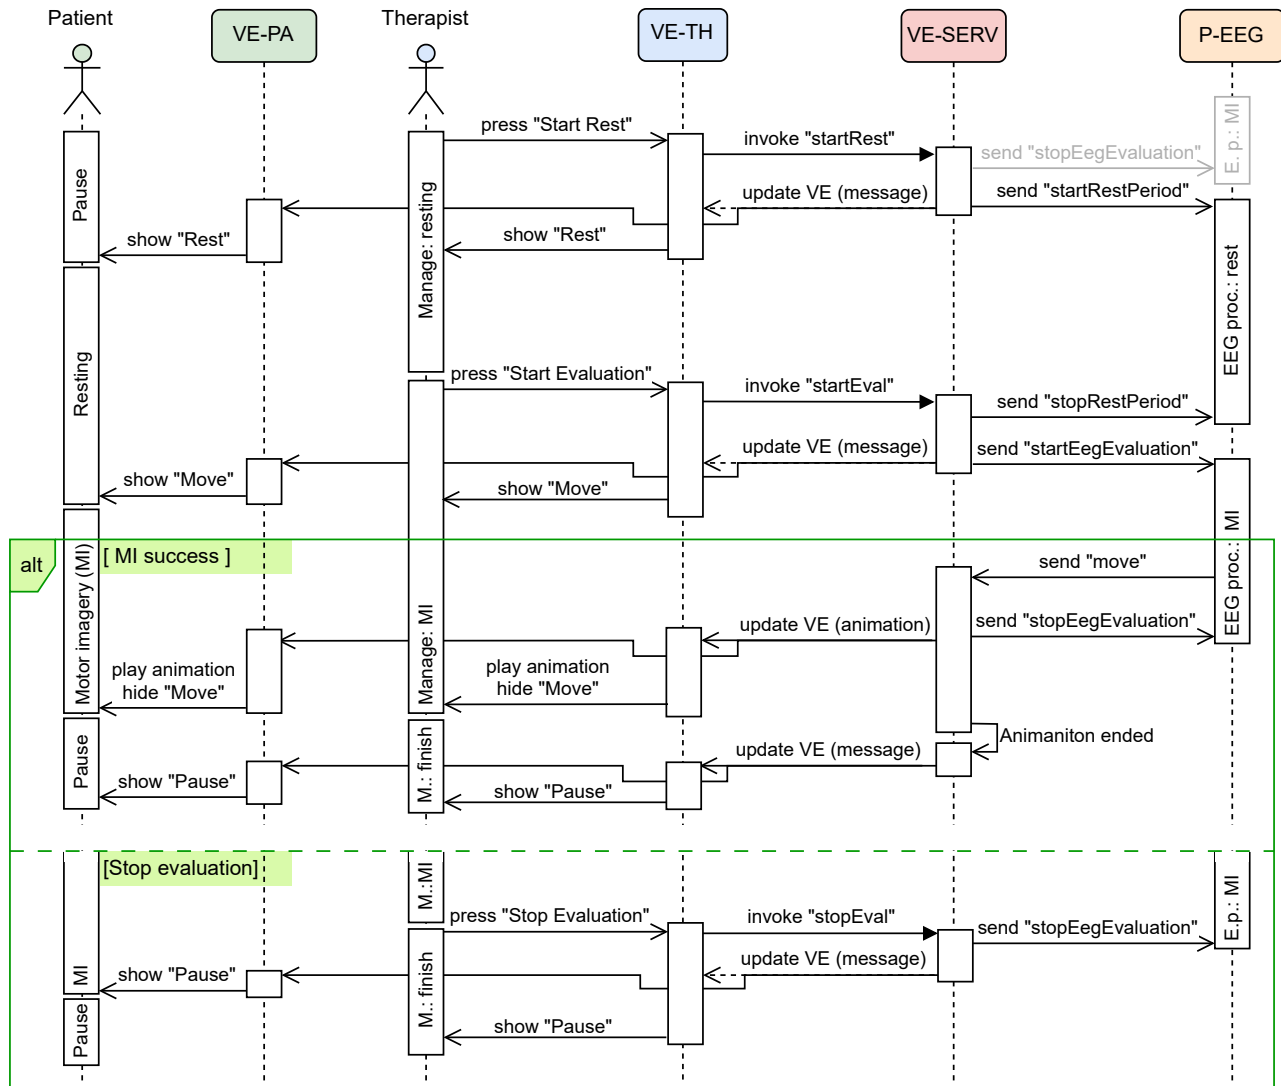 Patient
VE-PA
Therapist
VE-TH
VE-SERV
P-EEG
press "Start Rest"
invoke "startRest"
send "stopEegEvaluation"
E. p.: MI
Pause
update VE (message)
send "startRestPeriod"
show "Rest"
show "Rest"
Manage: resting
EEG proc.: rest
Resting
press "Start Evaluation"
invoke "startEval"
send "stopRestPeriod"
update VE (message)
send "startEegEvaluation"
show "Move"
show "Move"
alt
[ MI success ]
Motor imagery (MI)
Manage: MI
EEG proc.: MI
send "move"
update VE (animation)
send "stopEegEvaluation"
play animation
hide "Move"
play animation
hide "Move"
Pause
M.: finish
Animaniton ended
update VE (message)
show "Pause"
show "Pause"
[Stop evaluation]
M.:MI
E.p.: MI
press "Stop Evaluation"
invoke "stopEval"
send "stopEegEvaluation"
MI
show "Pause"
M.: finish
update VE (message)
Pause
show "Pause"